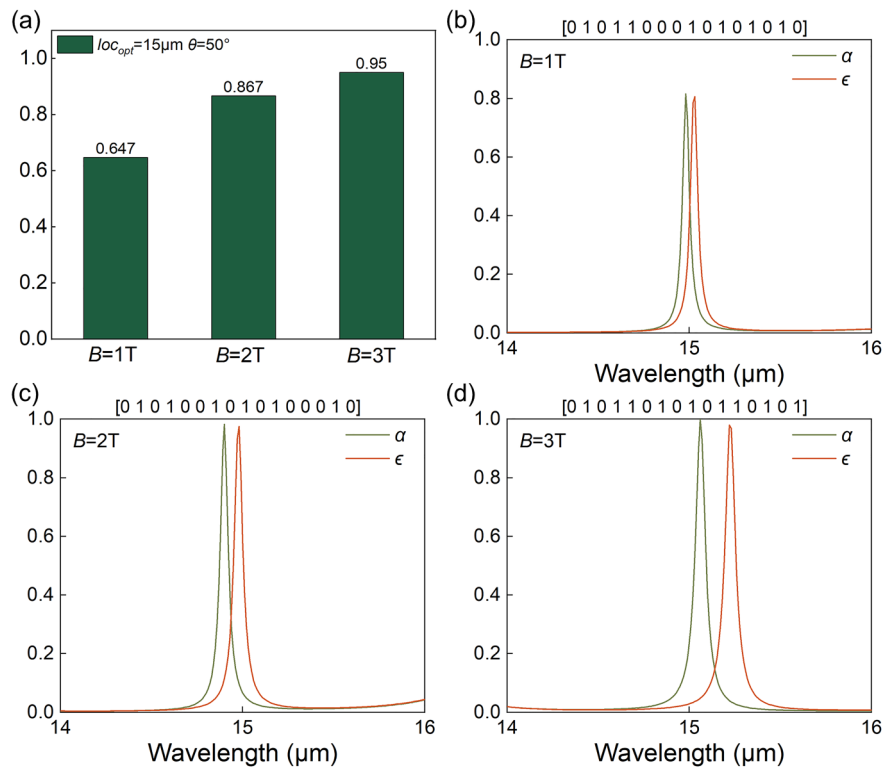 (a)
loc_opt=15μm θ=50°
1.0
0.8
0.6
0.4
0.2
0.0
0.647
0.867
0.95
B=1T
B=2T
B=3T
(b)
[0 1 0 1 1 0 0 0 1 0 1 0 1 0 1 0]
B=1T
α
ϵ
1.0
0.8
0.6
0.4
0.2
0.0
14
15
16
Wavelength (μm)
(c)
[0 1 0 1 0 0 1 0 1 0 1 0 0 0 1 0]
B=2T
α
ϵ
1.0
0.8
0.6
0.4
0.2
0.0
14
15
16
Wavelength (μm)
(d)
[0 1 0 1 1 0 1 0 1 0 1 1 0 1 0 1]
B=3T
α
ϵ
1.0
0.8
0.6
0.4
0.2
0.0
14
15
16
Wavelength (μm)